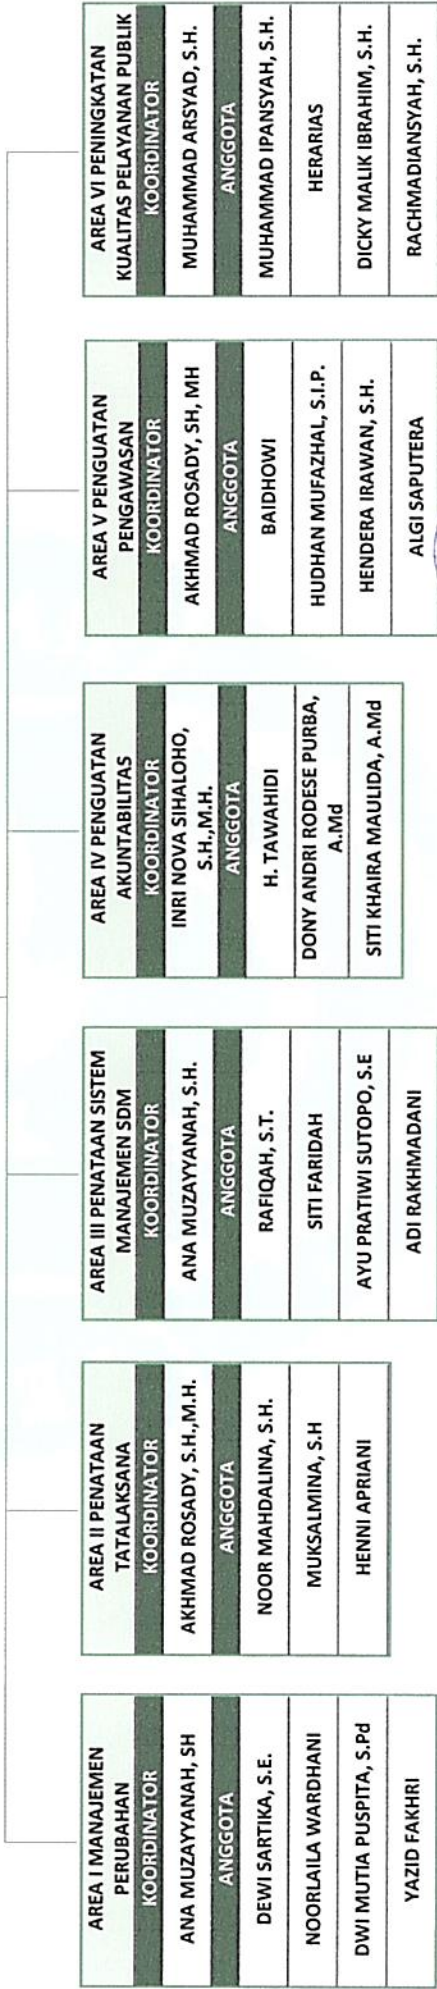 AREA I MANAJEMEN
PERUBAHAN
KOORDINATOR
ANA MUZAYYANAH, SH
ANGGOTA
DEWI SARTIKA, S.E.
NOORLAILA WARDHANI
DWI MUTIA PUSPITA, S.Pd
YAZID FAKHRI
AREA II PENATAAN
TATALAKSANA
KOORDINATOR
AKHMAD ROSADY, S.H.,M.H.
ANGGOTA
NOOR MAHDALINA, S.H.
MUKSALMINA, S.H
HENNI APRIANI
AREA III PENATAAN SISTEM
MANAJEMEN SDM
KOORDINATOR
ANA MUZAYYANAH, S.H.
ANGGOTA
RAFIQAH, S.T.
SITI FARIDAH
AYU PRATIWI SUTOPO, S.E
ADI RAKHMADANI
AREA IV PENGUATAN
AKUNTABILITAS
KOORDINATOR
INRI NOVA SIHALOHO,
S.H.,M.H.
ANGGOTA
H. TAWAHIDI
DONY ANDRI RODESE PURBA,
A.Md
SITI KHAIRA MAULIDA, A.Md
AREA V PENGUATAN
PENGAWASAN
KOORDINATOR
AKHMAD ROSADY, SH, MH
ANGGOTA
BAIDHOWI
HUDHAN MUFAZHAL, S.I.P.
HENDERA IRAWAN, S.H.
ALGI SAPUTERA
AREA VI PENINGKATAN
KUALITAS PELAYANAN PUBLIK
KOORDINATOR
MUHAMMAD ARSYAD, S.H.
ANGGOTA
MUHAMMAD IPANSYAH, S.H.
HERARIAS
DICKY MALIK IBRAHIM, S.H.
RACHMADIANSYAH, S.H.